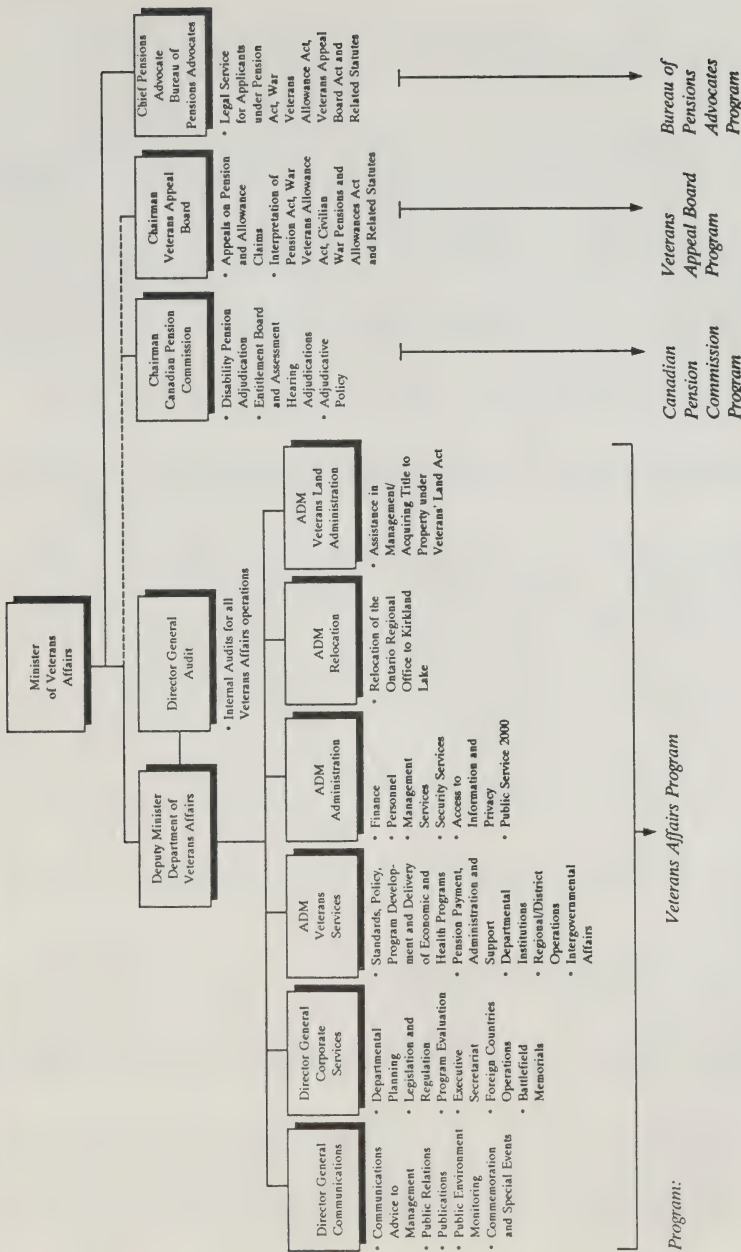 Minister
of Veterans
Affairs
Deputy Minister
Department of
Veterans Affairs
Director General
Audit
• Internal Audits for all
Veterans Affairs operations
Chairman
Canadian Pension
Commission
• Disability Pension
Adjudication
• Entitlement Board
and Assessment
Hearing
Adjudications
• Adjudicative
Policy
Chairman
Veterans Appeal
Board
• Appeals on Pension
and Allowance
Claims
• Interpretation of
Pension Act, War
Veterans Allowance
Act, Civilian
War Pensions and
Allowances Act
and Related Statutes
Chief Pensions
Advocate
Bureau of
Pensions Advocates
• Legal Service
for Applicants
under Pension
Act, War
Veterans
Allowance Act,
Veterans Appeal
Board Act and
Related Statutes
Director General
Communications
• Communications
Advice to
Management
• Public Relations
• Publications
• Public Environment
Monitoring
• Commemoration
and Special Events
Director General
Corporate
Services
• Departmental
Planning
• Legislation and
Regulation
• Program Evaluation
• Executive
Secretariat
• Foreign Countries
Operations
• Battlefield
Memorials
ADM
Veterans
Services
• Standards, Policy,
Program Develop-
ment and Delivery
of Economic and
Health Programs
• Pension Payment,
Administration and
Support
• Departmental
Institutions
• Regional/District
Operations
• Intergovernmental
Affairs
ADM
Administration
• Finance
• Personnel
• Management
Services
• Security Services
• Access to
Information and
Privacy
• Public Service 2000
ADM
Relocation
• Relocation of the
Ontario Regional
Office to Kirkland
Lake
ADM
Veterans Land
Administration
• Assistance in
Management/
Acquiring Title to
Property under
Veterans' Land Act
Program:
Veterans Affairs Program
Canadian
Pension
Commission
Program
Veterans
Appeal Board
Program
Bureau of
Pensions
Advocates
Program